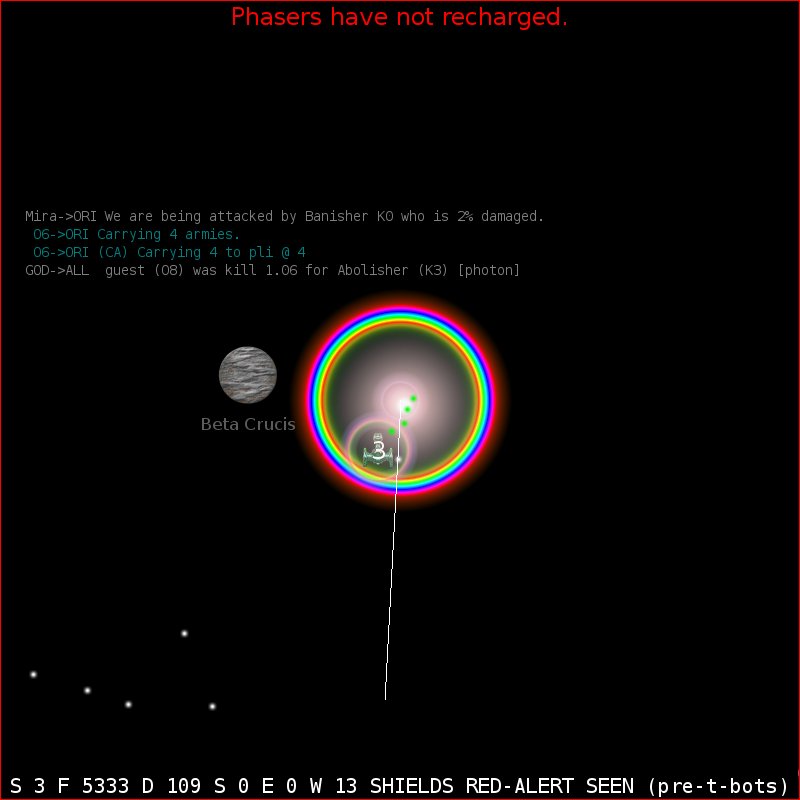 Phasers have not recharged.
Mira->ORI We are being attacked by Banisher K0 who is 2% damaged.
O6->ORI Carrying 4 armies.
O6->ORI (CA) Carrying 4 to pli @ 4
GOD->ALL  guest (O8) was kill 1.06 for Abolisher (K3) [photon]
Beta Crucis
3
S 3 F 5333 D 109 S 0 E 0 W 13 SHIELDS RED-ALERT SEEN (pre-t-bots)